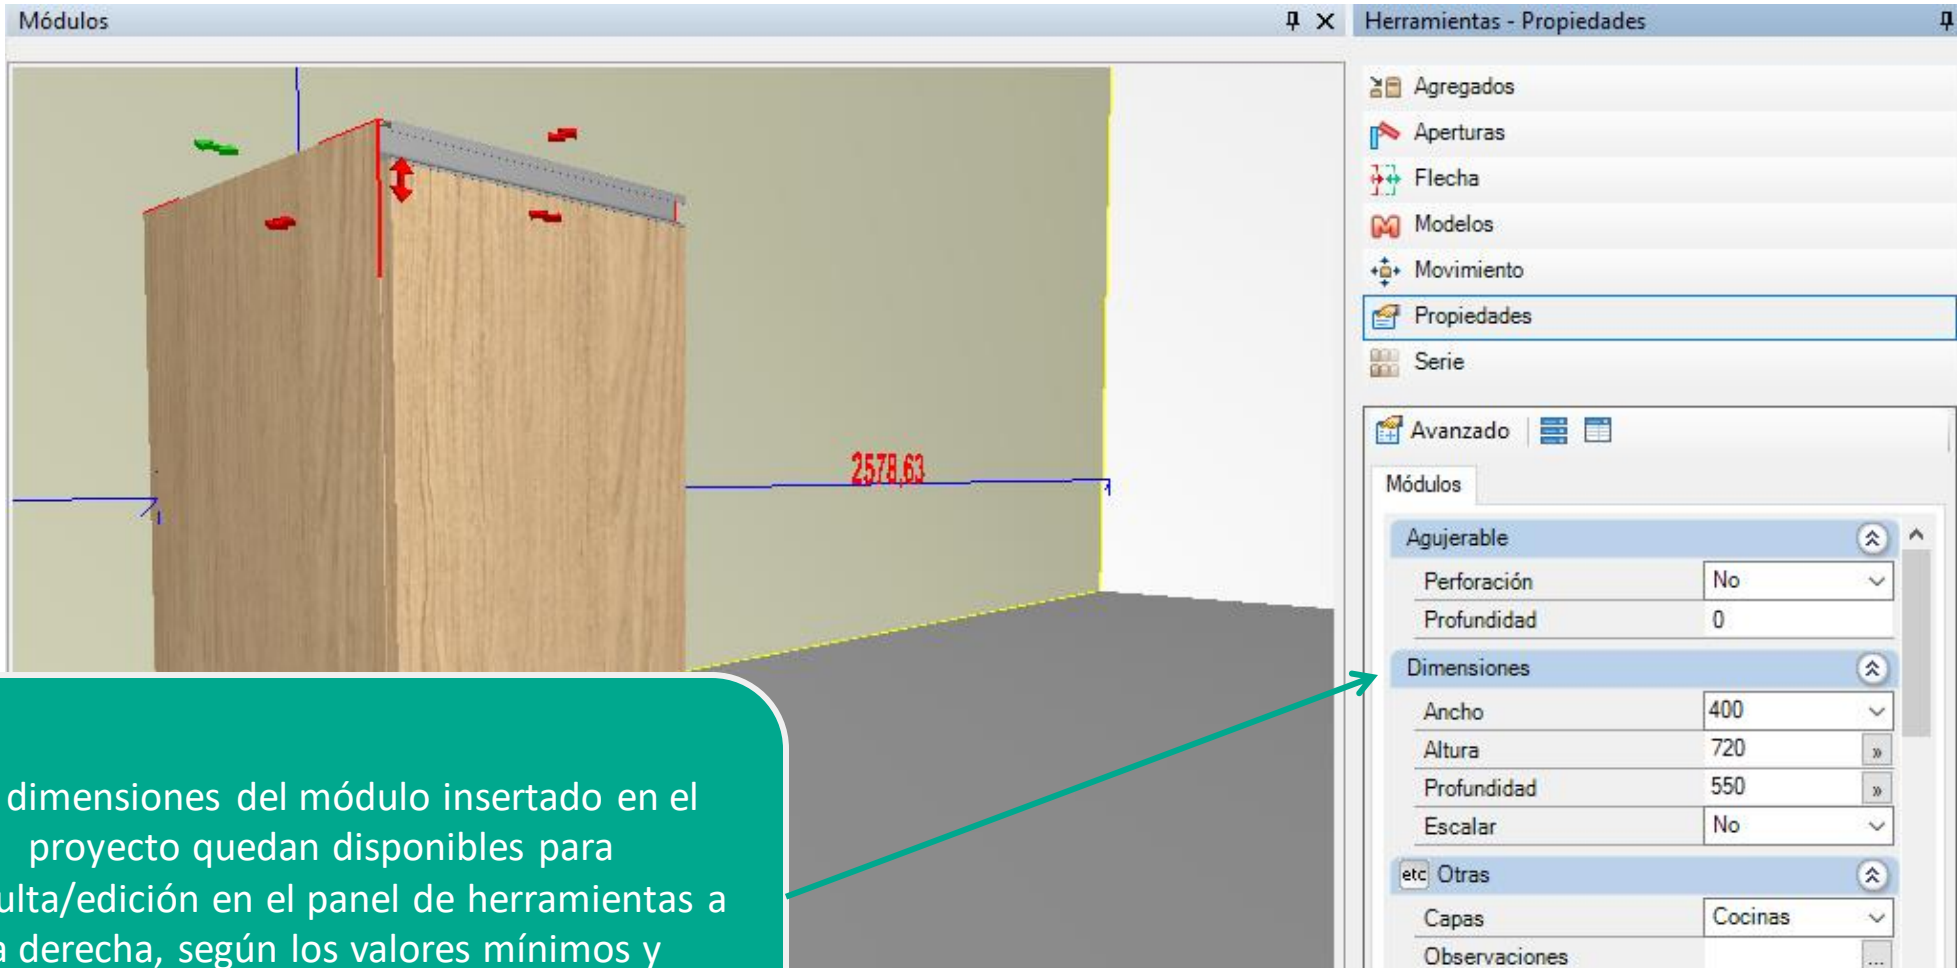 Módulos
Herramientas - Propiedades
Agregados
Aperturas
Flecha
Modelos
Movimiento
Propiedades
Serie
Avanzado
Módulos
Agujerable
Perforación No
Profundidad 0
Dimensiones
Ancho 400
Altura 720
Profundidad 550
Escalar No
etc Otras
Capas Cocinas
Observaciones ...
2578,63
dimensiones del módulo insertado en el
proyecto quedan disponibles para
ulta/edición en el panel de herramientas a
a derecha, según los valores mínimos y